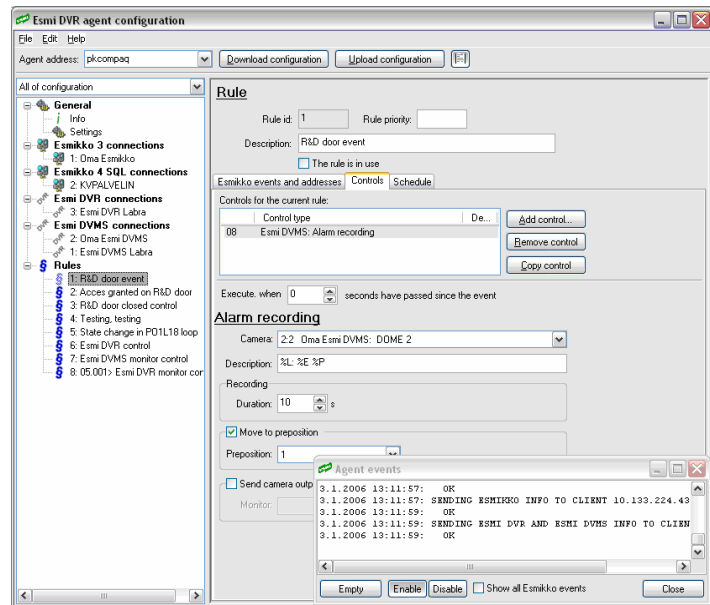 Esmi DVR agent configuration
File Edit Help
Agent address: pkcompaq Download configuration Upload configuration
All of configuration
General
Info
Settings
Esmikko 3 connections
1: Oma Esmikko
Esmikko 4 SQL connections
2: KVPALVELIN
Esmi DVR connections
3: Esmi DVR Labra
Esmi DVMS connections
2: Oma Esmi DVMS
1: Esmi DVMS Labra
Rules
1: R&D door event
2: Acces granted on R&D door
3: R&D door closed control
4: Testing, testing
5: State change in PO1L18 loop
6: Esmi DVR control
7: Esmi DVMS monitor control
8: 05.001> Esmi DVR monitor cor
Rule
Rule id: 1 Rule priority:
Description: R&D door event
The rule is in use
Esmikko events and addresses Controls Schedule
Controls for the current rule:
Control type De...
08 Esmi DVMS: Alarm recording
Add control...
Remove control
Copy control
Execute. when 0 seconds have passed since the event
Alarm recording
Camera: 2:2 Oma Esmi DVMS: DOME 2
Description: %L: %E %P
Recording
Duration: 10 s
Move to preposition
Preposition: 1
Send camera outp
Monitor:
Agent events
3.1.2006 13:11:57: OK
3.1.2006 13:11:57: SENDING ESMIKKO INFO TO CLIENT 10.133.224.43
3.1.2006 13:11:59: OK
3.1.2006 13:11:59: SENDING ESMI DVR AND ESMI DVMS INFO TO CLIEN
3.1.2006 13:11:59: OK
Empty Enable Disable Show all Esmikko events Close